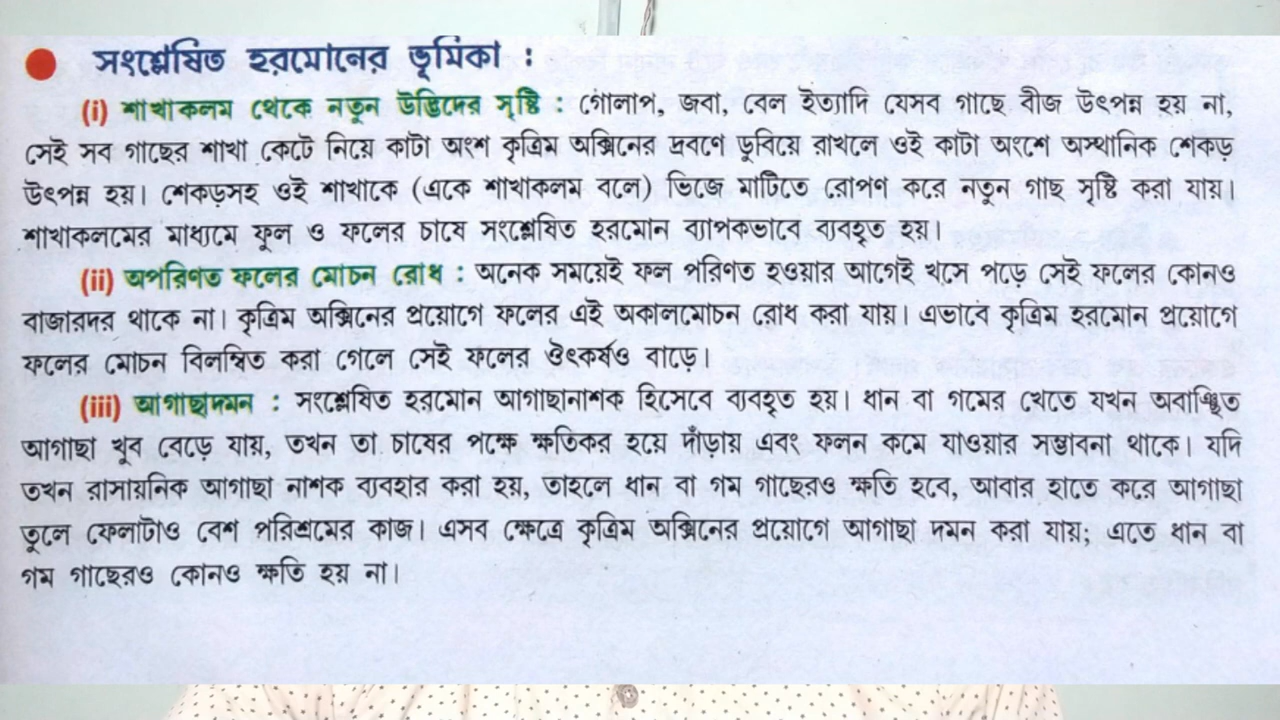 ● সংশ্লেষিত হরমোনের ভূমিকা :
(i) শাখাকলম থেকে নতুন উদ্ভিদের সৃষ্টি : গোলাপ, জবা, বেল ইত্যাদি যেসব গাছে বীজ উৎপন্ন হয় না,
সেই সব গাছের শাখা কেটে নিয়ে কাটা অংশ কৃত্রিম অক্সিনের দ্রবণে ডুবিয়ে রাখলে ওই কাটা অংশে অস্থানিক শেকড়
উৎপন্ন হয়। শেকড়সহ ওই শাখাকে (একে শাখাকলম বলে) ভিজে মাটিতে রোপণ করে নতুন গাছ সৃষ্টি করা যায়।
শাখাকলমের মাধ্যমে ফুল ও ফলের চাষে সংশ্লেষিত হরমোন ব্যাপকভাবে ব্যবহৃত হয়।
(ii) অপরিণত ফলের মোচন রোধ : অনেক সময়েই ফল পরিণত হওয়ার আগেই খসে পড়ে সেই ফলের কোনও
বাজারদর থাকে না। কৃত্রিম অক্সিনের প্রয়োগে ফলের এই অকালমোচন রোধ করা যায়। এভাবে কৃত্রিম হরমোন প্রয়োগে
ফলের মোচন বিলম্বিত করা গেলে সেই ফলের ঔৎকর্ষও বাড়ে।
(iii) আগাছাদমন : সংশ্লেষিত হরমোন আগাছানাশক হিসেবে ব্যবহৃত হয়। ধান বা গমের খেতে যখন অবাঞ্ছিত
আগাছা খুব বেড়ে যায়, তখন তা চাষের পক্ষে ক্ষতিকর হয়ে দাঁড়ায় এবং ফলন কমে যাওয়ার সম্ভাবনা থাকে। যদি
তখন রাসায়নিক আগাছা নাশক ব্যবহার করা হয়, তাহলে ধান বা গম গাছেরও ক্ষতি হবে, আবার হাতে করে আগাছা
তুলে ফেলাটাও বেশ পরিশ্রমের কাজ। এসব ক্ষেত্রে কৃত্রিম অক্সিনের প্রয়োগে আগাছা দমন করা যায়; এতে ধান বা
গম গাছেরও কোনও ক্ষতি হয় না।